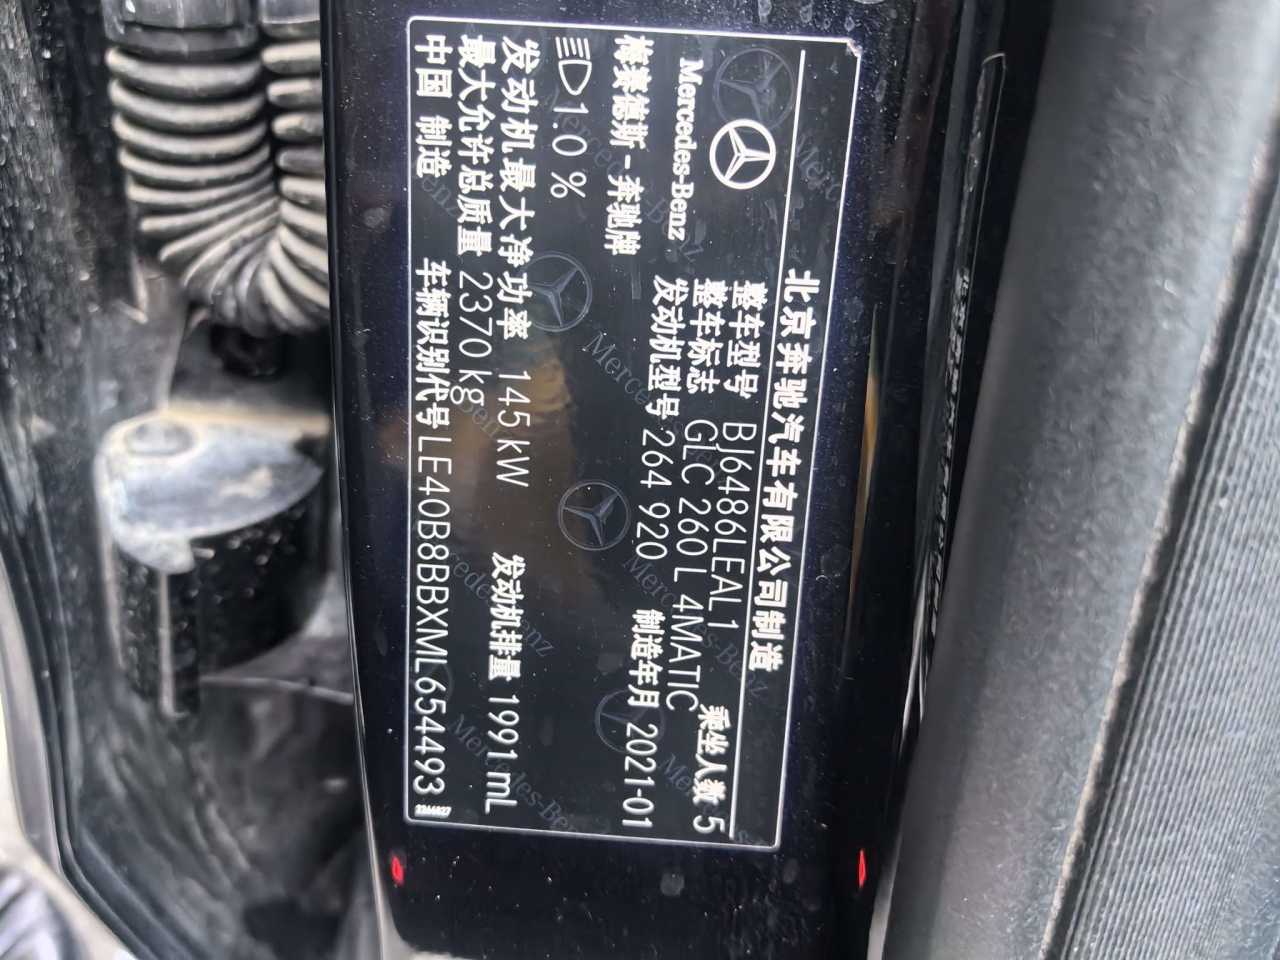 北京奔驰汽车有限公司制造
Mercedes-Benz
梅赛德斯-奔驰牌
整车型号 BJ6486LEAL1
整车标志 GLC 260 L 4MATIC
乘坐人数 5
发动机型号 264 920
制造年月 2021-01
1.0 %
发动机最大净功率 145 kW
发动机排量 1991 mL
最大允许总质量 2370 kg
中国 制造
车辆识别代号 LE40B8BBXML654493
2266827